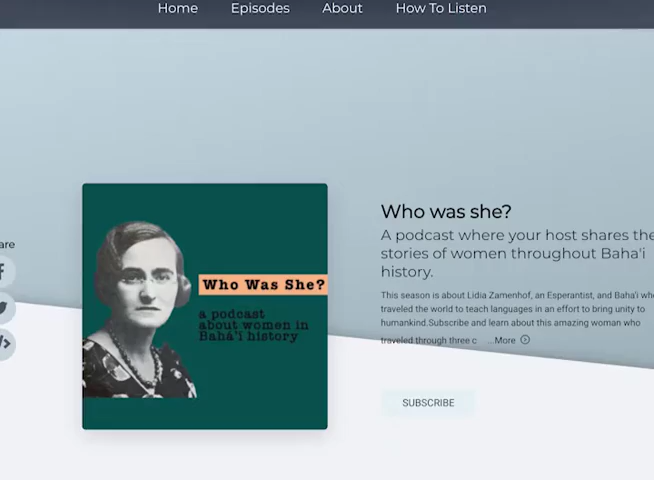 Home Episodes About How To Listen
are
Who Was She?
a podcast
about women in
Bahá'í history
Who was she?
A podcast where your host shares the
stories of women throughout Baha'i
history.
This season is about Lidia Zamenhof, an Esperantist, and Baha'i
traveled the world to teach languages in an effort to bring unity to
humankind.Subscribe and learn about this amazing woman who
traveled through three c ...More
SUBSCRIBE